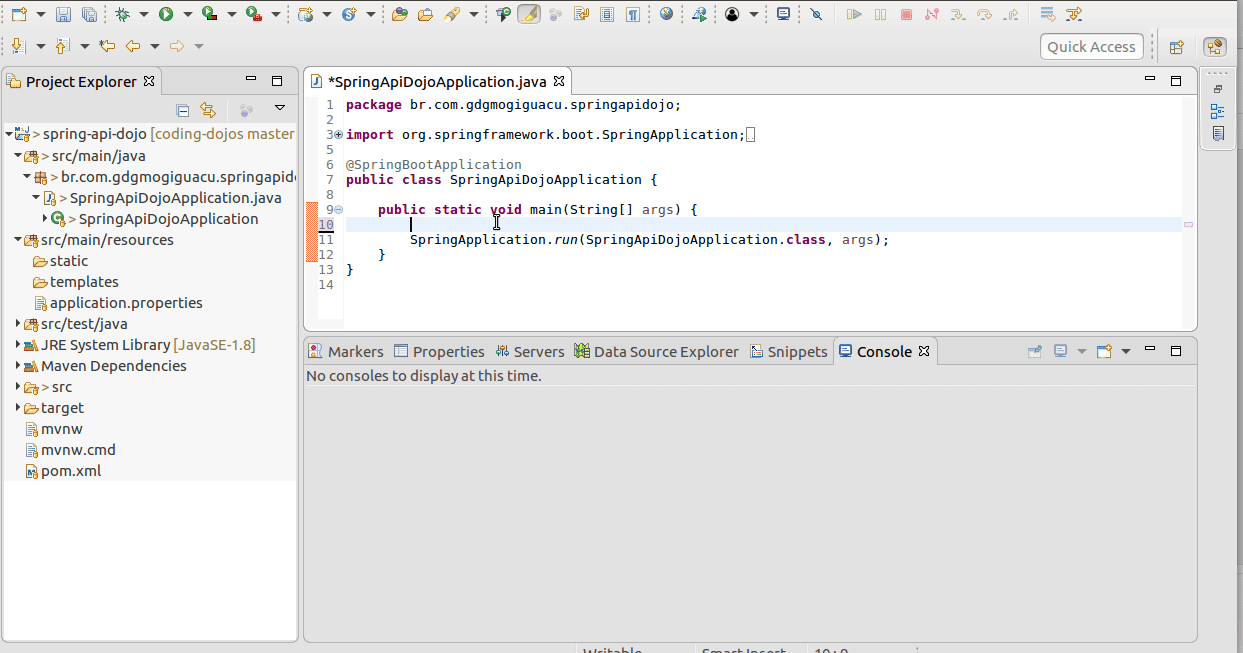 Quick Access
Project Explorer
> spring-api-dojo [coding-dojos master
> src/main/java
> br.com.gdgmogiguacu.springapid
> SpringApiDojoApplication.java
> SpringApiDojoApplication
src/main/resources
static
templates
application.properties
src/test/java
JRE System Library [JavaSE-1.8]
Maven Dependencies
> src
target
mvnw
mvnw.cmd
pom.xml
*SpringApiDojoApplication.java
1 package br.com.gdgmogiguacu.springapidojo;
2
3 import org.springframework.boot.SpringApplication;
5
6 @SpringBootApplication
7 public class SpringApiDojoApplication {
8
9 public static void main(String[] args) {
10
11 SpringApplication.run(SpringApiDojoApplication.class, args);
12 }
13 }
14
Markers Properties Servers Data Source Explorer Snippets Console
No consoles to display at this time.
Writable Smart Insert 10 : 9